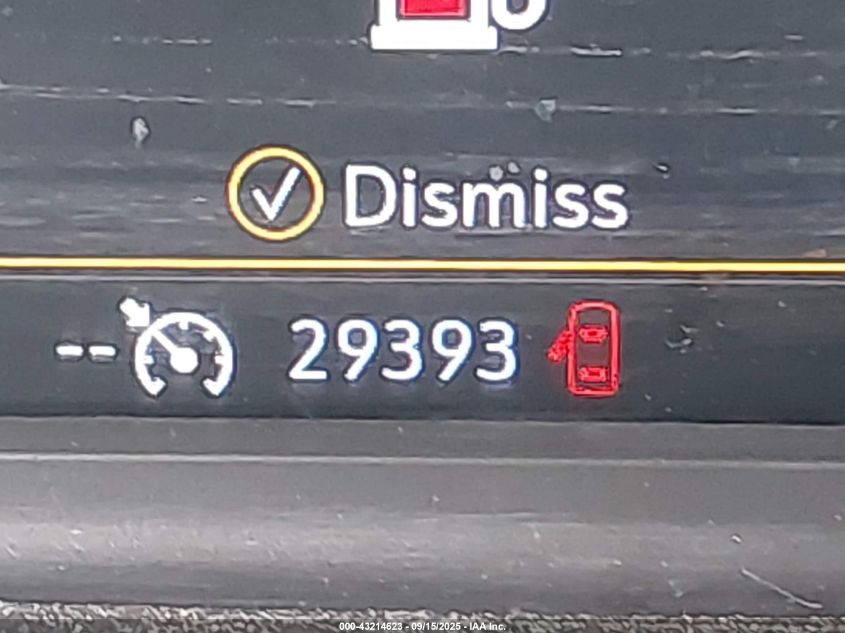 Dismiss
-- 29393
000-43214623 - 09/15/2025 - IAA Inc.